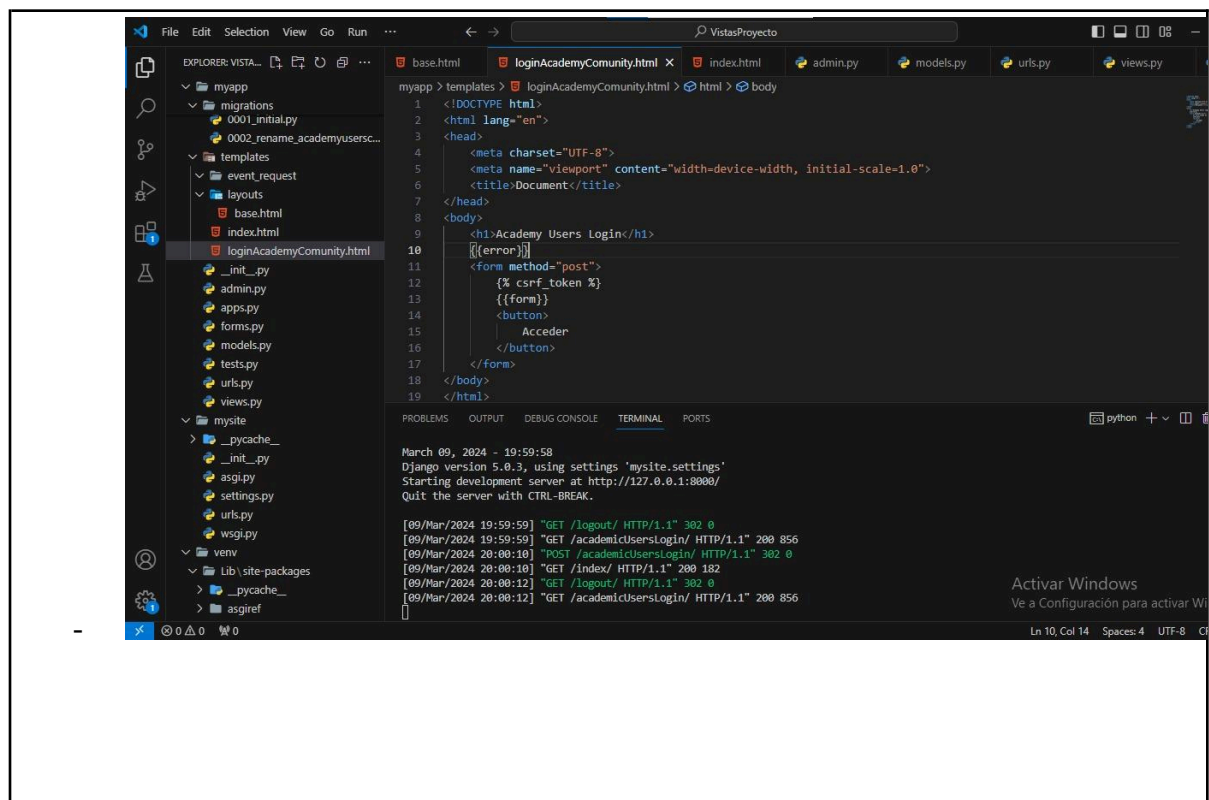 File Edit Selection View Go Run ···
VistasProyecto
EXPLORER: VISTA...
base.html
loginAcademyComunity.html
index.html
admin.py
models.py
urls.py
views.py
myapp > templates > loginAcademyComunity.html > html > body
myapp
migrations
0001_initial.py
0002_rename_academyusersc...
templates
event_request
layouts
base.html
index.html
loginAcademyComunity.html
__init__.py
admin.py
apps.py
forms.py
models.py
tests.py
urls.py
views.py
mysite
__pycache__
__init__.py
asgi.py
settings.py
urls.py
wsgi.py
venv
Lib\site-packages
__pycache__
asgiref
1 <!DOCTYPE html>
2 <html lang="en">
3 <head>
4 <meta charset="UTF-8">
5 <meta name="viewport" content="width=device-width, initial-scale=1.0">
6 <title>Document</title>
7 </head>
8 <body>
9 <h1>Academy Users Login</h1>
10 {{error}}
11 <form method="post">
12 {% csrf_token %}
13 {{form}}
14 <button>
15 Acceder
16 </button>
17 </form>
18 </body>
19 </html>
PROBLEMS OUTPUT DEBUG CONSOLE TERMINAL PORTS
python
March 09, 2024 - 19:59:58
Django version 5.0.3, using settings 'mysite.settings'
Starting development server at http://127.0.0.1:8000/
Quit the server with CTRL-BREAK.
[09/Mar/2024 19:59:59] "GET /logout/ HTTP/1.1" 302 0
[09/Mar/2024 19:59:59] "GET /academicUsersLogin/ HTTP/1.1" 200 856
[09/Mar/2024 20:00:10] "POST /academicUsersLogin/ HTTP/1.1" 302 0
[09/Mar/2024 20:00:10] "GET /index/ HTTP/1.1" 200 182
[09/Mar/2024 20:00:12] "GET /logout/ HTTP/1.1" 302 0
[09/Mar/2024 20:00:12] "GET /academicUsersLogin/ HTTP/1.1" 200 856
Activar Windows
Ve a Configuración para activar Wi
- 0 0 0 Ln 10, Col 14 Spaces: 4 UTF-8